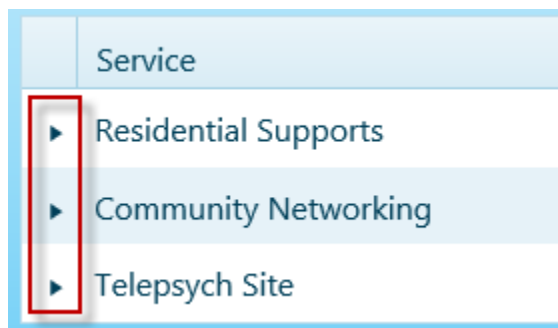 Service
Residential Supports
Community Networking
Telepsych Site